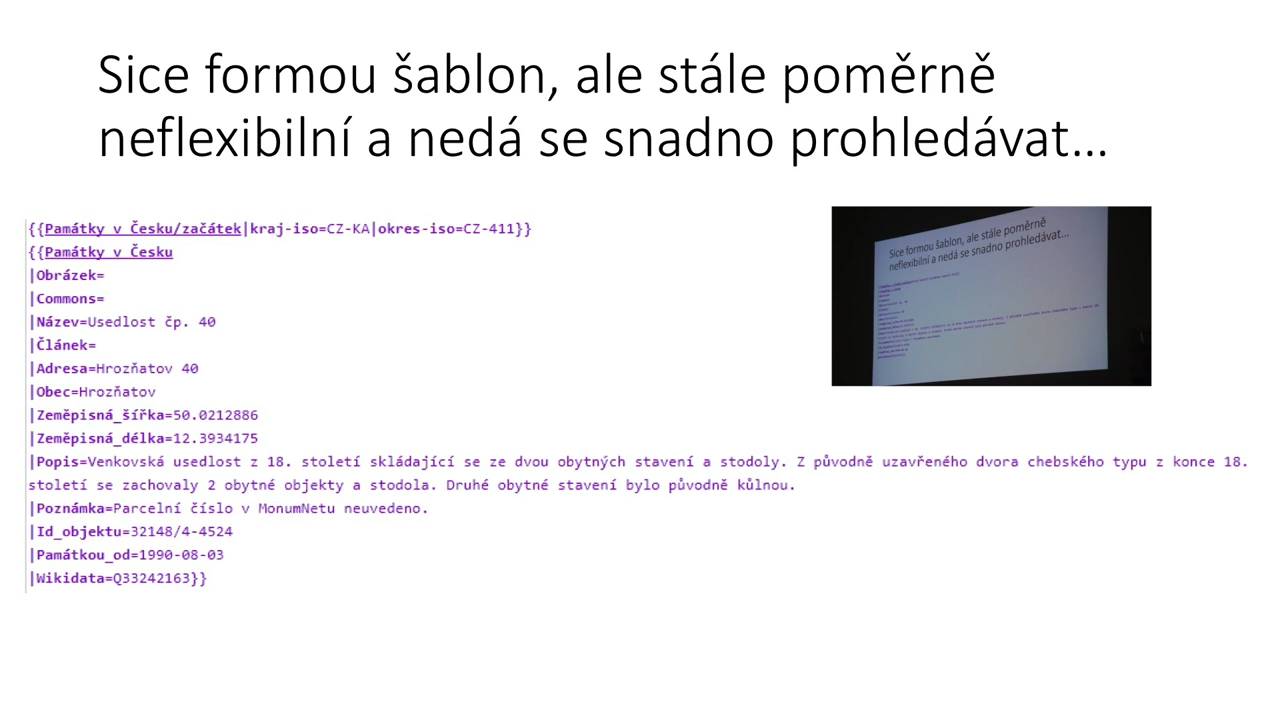 Sice formou šablon, ale stále poměrně
neflexibilní a nedá se snadno prohledávat...
{{Památky v Česku/začátek|kraj-iso=CZ-KA|okres-iso=CZ-411}}
{{Památky v Česku
|Obrázek=
|Commons=
|Název=Usedlost čp. 40
|Článek=
|Adresa=Hrozňatov 40
|Obec=Hrozňatov
|Zeměpisná_šířka=50.0212886
|Zeměpisná_délka=12.3934175
|Popis=Venkovská usedlost z 18. století skládající se ze dvou obytných stavení a stodoly. Z původně uzavřeného dvora chebského typu z konce 18.
století se zachovaly 2 obytné objekty a stodola. Druhé obytné stavení bylo původně kůlnou.
|Poznámka=Parcelní číslo v MonumNetu neuvedeno.
|Id_objektu=32148/4-4524
|Památkou_od=1990-08-03
|Wikidata=Q33242163}}
Sice formou šablon, ale stále poměrně
neflexibilní a nedá se snadno prohledávat...